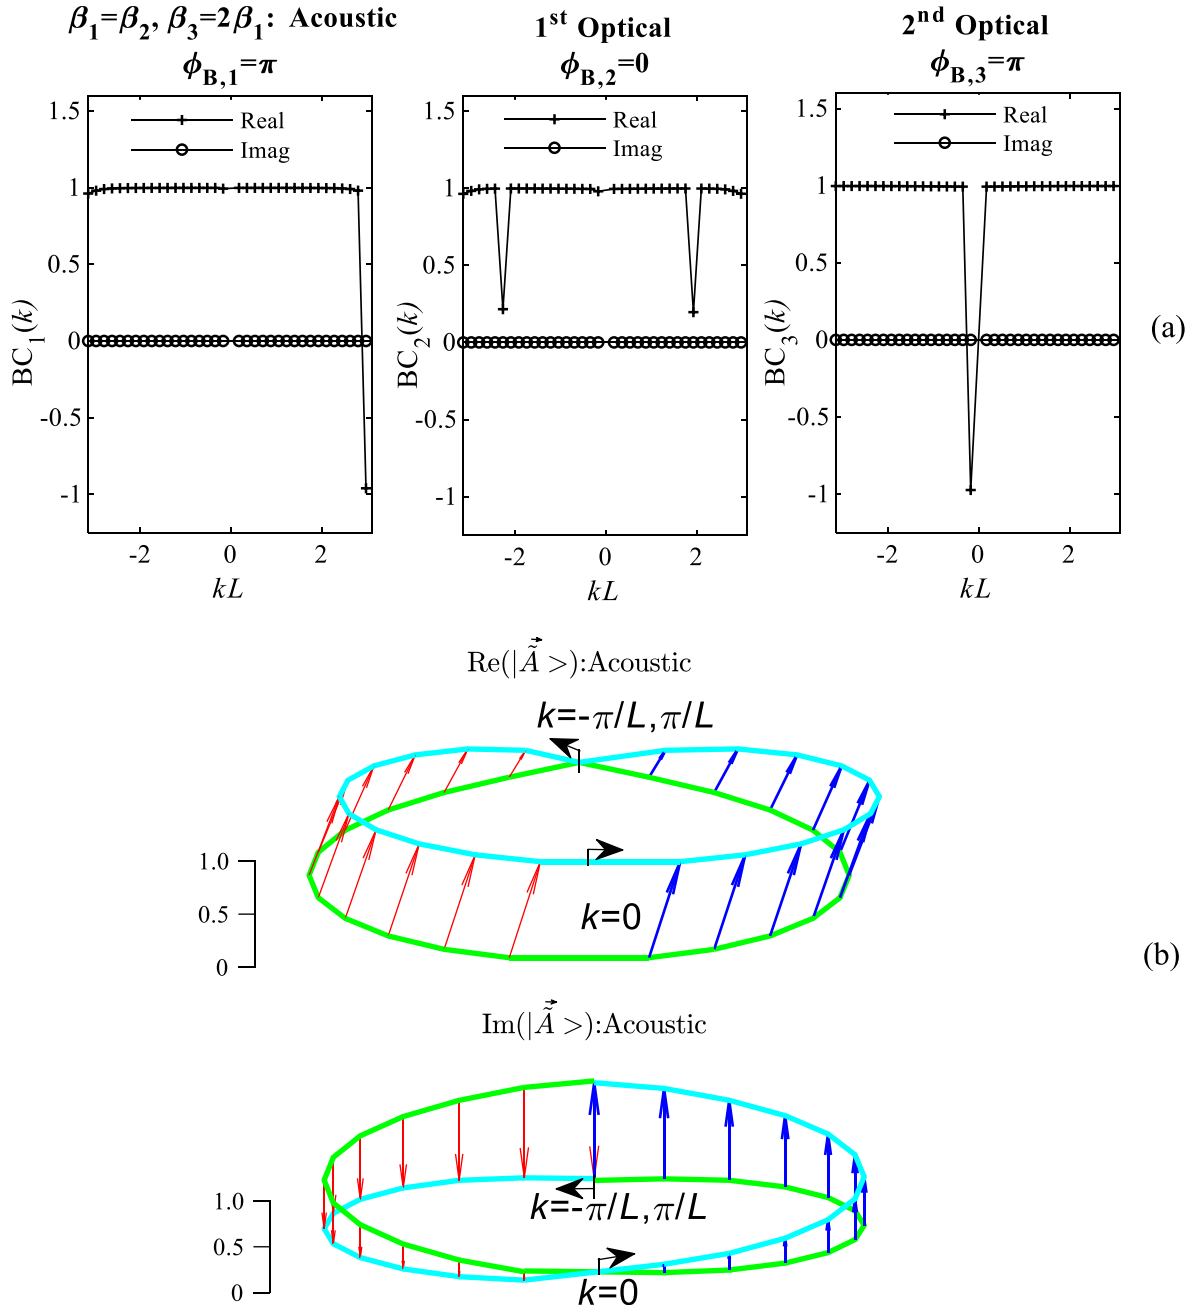 β₁=β₂, β₃=2β₁: Acoustic
ϕ_B,1=π
1st Optical
ϕ_B,2=0
2nd Optical
ϕ_B,3=π
1.5
1
0.5
0
-0.5
-1
Real
Imag
BC₁(k)
-2 0 2
kL
1.5
1
0.5
0
-0.5
-1
Real
Imag
BC₂(k)
-2 0 2
kL
1.5
1
0.5
0
-0.5
-1
Real
Imag
BC₃(k)
-2 0 2
kL
(a)
Re(|Ã⃗ >):Acoustic
k=-π/L,π/L
1.0
0.5
0
k=0
(b)
Im(|Ã⃗ >):Acoustic
k=-π/L,π/L
1.0
0.5
0
k=0